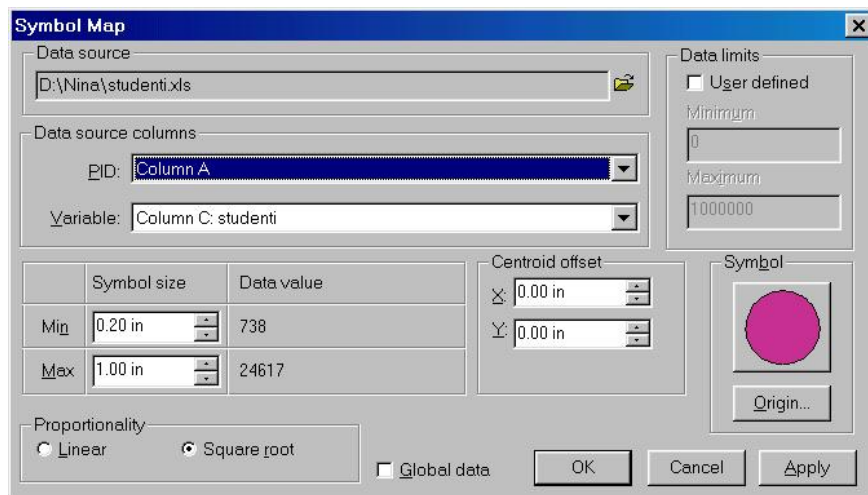 Symbol Map
Data source
D:\Nina\studenti.xls
Data source columns
PID: Column A
Variable: Column C: studenti
Data limits
User defined
Minimum
0
Maximum
1000000
Symbol size Data value
Min 0.20 in 738
Max 1.00 in 24617
Centroid offset
X: 0.00 in
Y: 0.00 in
Symbol
Origin...
Proportionality
Linear Square root
Global data
OK Cancel Apply